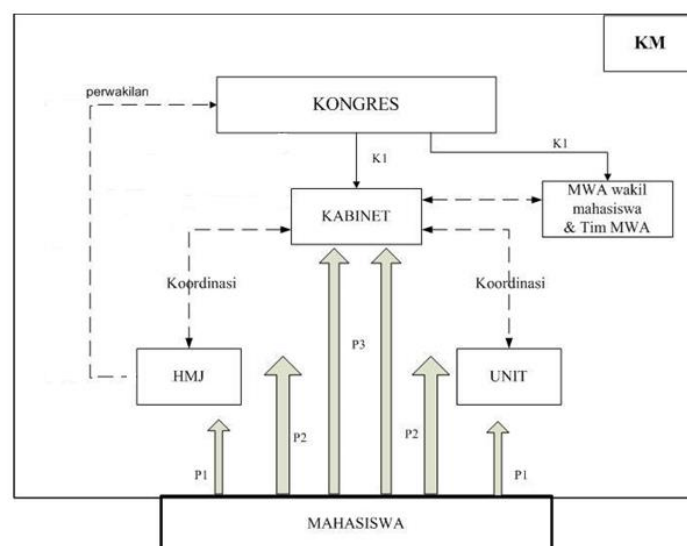 KM
perwakilan
KONGRES
K1
K1
MWA wakil
mahasiswa
& Tim MWA
KABINET
Koordinasi
Koordinasi
P3
HMJ
UNIT
P2
P2
P1
P1
MAHASISWA